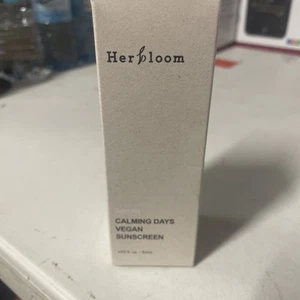 Herbloom
CALMING DAYS
VEGAN
SUNSCREEN